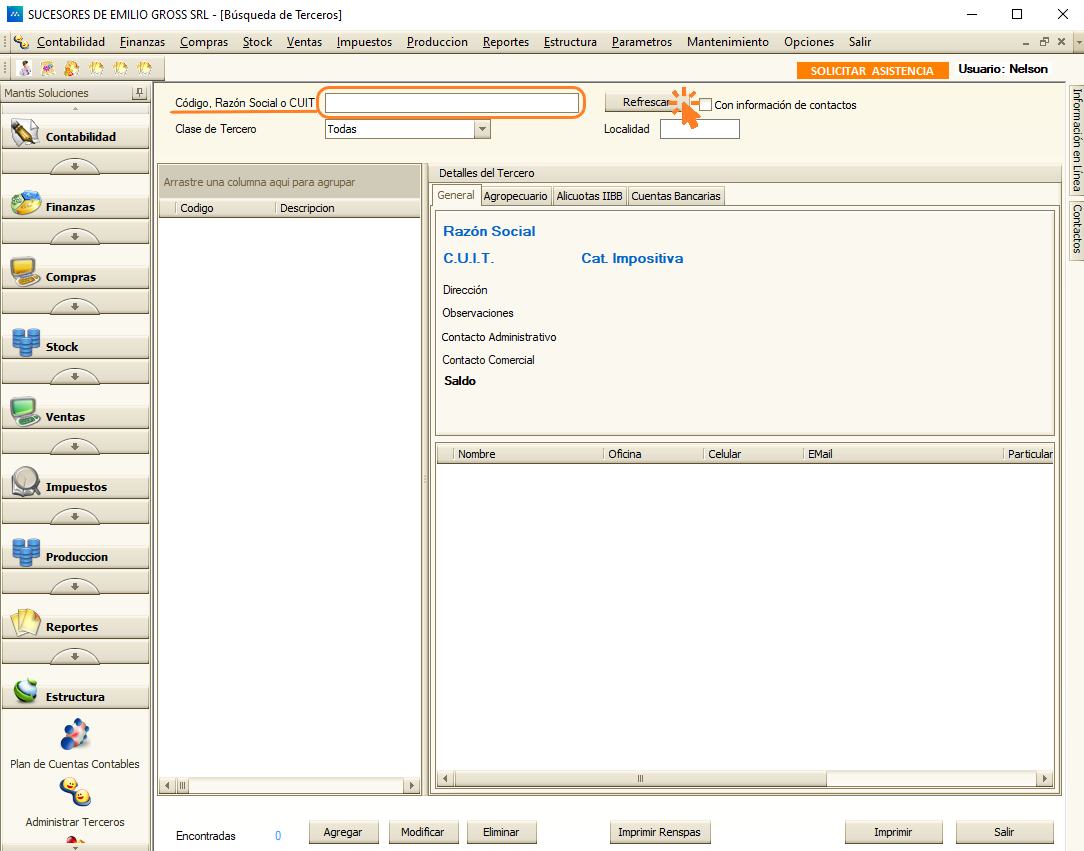 SUCESORES DE EMILIO GROSS SRL - [Búsqueda de Terceros]
Contabilidad Finanzas Compras Stock Ventas Impuestos Produccion Reportes Estructura Parametros Mantenimiento Opciones Salir
SOLICITAR ASISTENCIA Usuario: Nelson
Mantis Soluciones
Contabilidad
Finanzas
Compras
Stock
Ventas
Impuestos
Produccion
Reportes
Estructura
Plan de Cuentas Contables
Administrar Terceros
Código, Razón Social o CUIT Refrescar Con información de contactos
Clase de Tercero Todas Localidad
Arrastre una columna aqui para agrupar
Codigo Descripcion
Detalles del Tercero
General Agropecuario Alicuotas IIBB Cuentas Bancarias
Razón Social
C.U.I.T. Cat. Impositiva
Dirección
Observaciones
Contacto Administrativo
Contacto Comercial
Saldo
Nombre Oficina Celular EMail Particular
Encontradas 0 Agregar Modificar Eliminar Imprimir Renspas Imprimir Salir
Información en Línea
Contactos